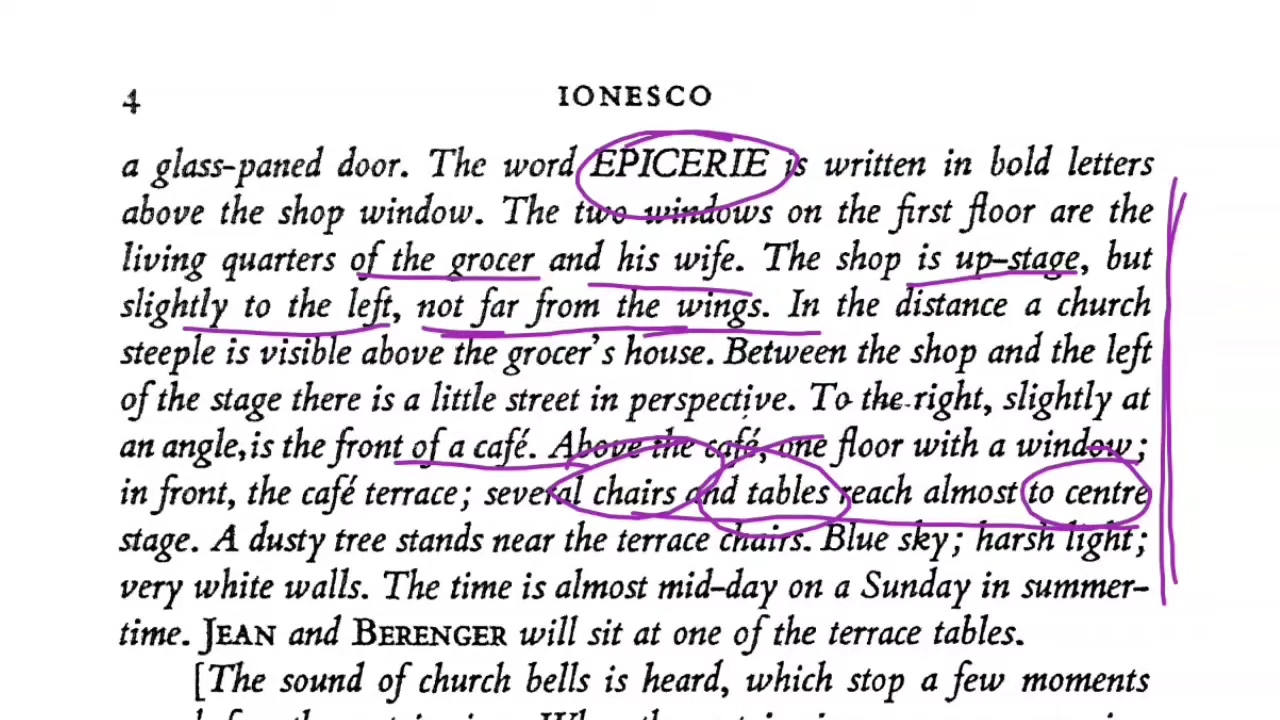 4
IONESCO
a glass-paned door. The word EPICERIE is written in bold letters
above the shop window. The two windows on the first floor are the
living quarters of the grocer and his wife. The shop is up-stage, but
slightly to the left, not far from the wings. In the distance a church
steeple is visible above the grocer's house. Between the shop and the left
of the stage there is a little street in perspective. To the right, slightly at
an angle, is the front of a café. Above the café, one floor with a window;
in front, the café terrace; several chairs and tables reach almost to centre
stage. A dusty tree stands near the terrace chairs. Blue sky; harsh light;
very white walls. The time is almost mid-day on a Sunday in summer-
time. JEAN and BERENGER will sit at one of the terrace tables.
[The sound of church bells is heard, which stop a few moments